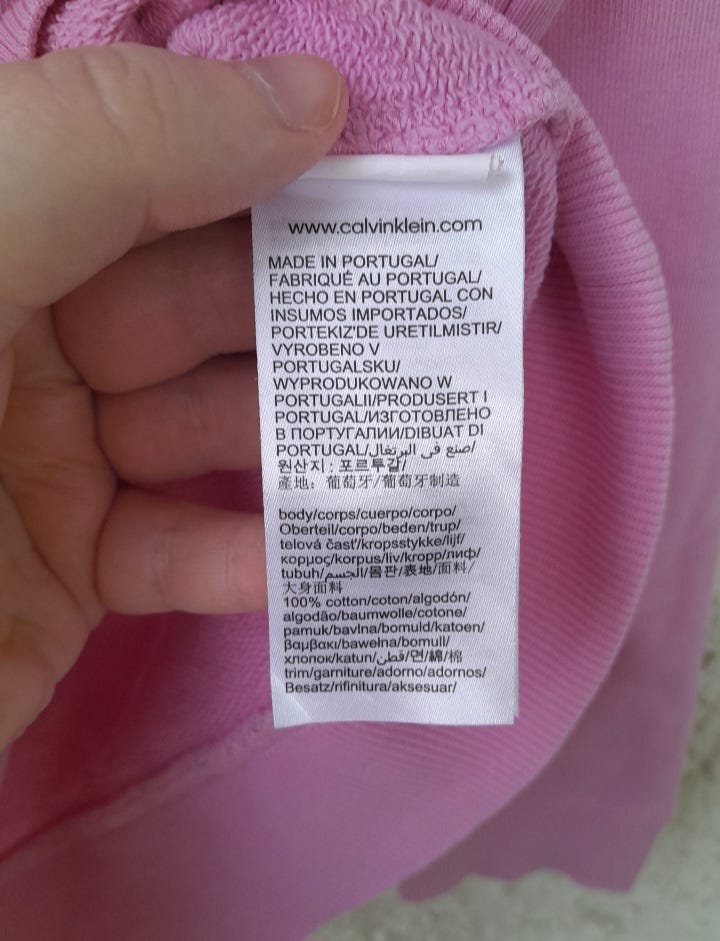 www.calvinklein.com
MADE IN PORTUGAL/
FABRIQUÉ AU PORTUGAL/
HECHO EN PORTUGAL CON
INSUMOS IMPORTADOS/
PORTEKIZ'DE URETILMISTIR/
VYROBENO V
PORTUGALSKU/
WYPRODUKOWANO W
PORTUGALII/PRODUSERT I
PORTUGAL/ИЗГОТОВЛЕНО
В ПОРТУГАЛИИ/DIBUAT DI
PORTUGAL/صنع في البرتغال/
원산지 : 포르투갈/
產地: 葡萄牙/葡萄牙制造
body/corps/cuerpo/corpo/
Oberteil/corpo/beden/trup/
telová časť/kropsstykke/lijf/
κορμος/korpus/liv/kropp/лиф/
tubuh/الجسم/몸판/表地/面料/
大身面料
100% cotton/coton/algodón/
algodão/baumwolle/cotone/
pamuk/bavlna/bomuld/katoen/
βαμβακι/bawełna/bomull/
хлопок/katun/قطن/면/綿/棉
trim/garniture/adorno/adornos/
Besatz/rifinitura/aksesuar/